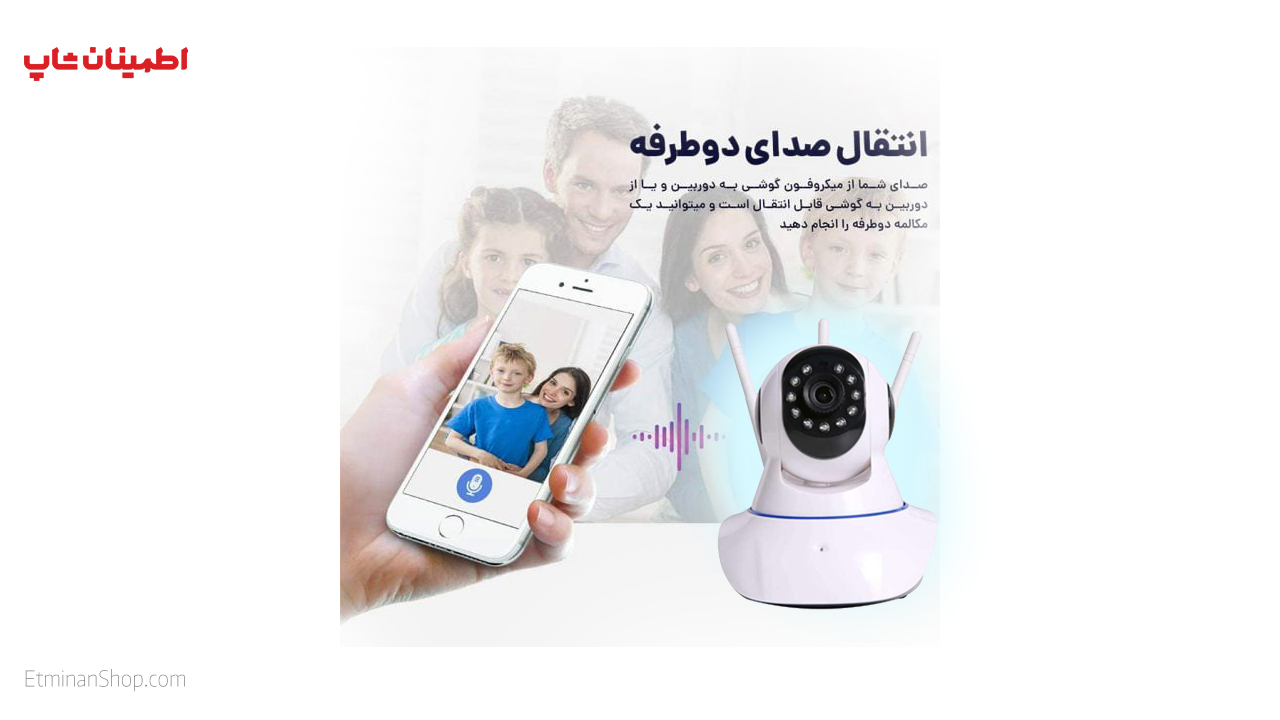 اطمینان شاپ
انتقال صدای دوطرفه
صدای شما از میکروفون گوشی به دوربین و یا از
دوربین به گوشی قابل انتقال است و میتوانید یک
مکالمه دوطرفه را انجام دهید
EtminanShop.com